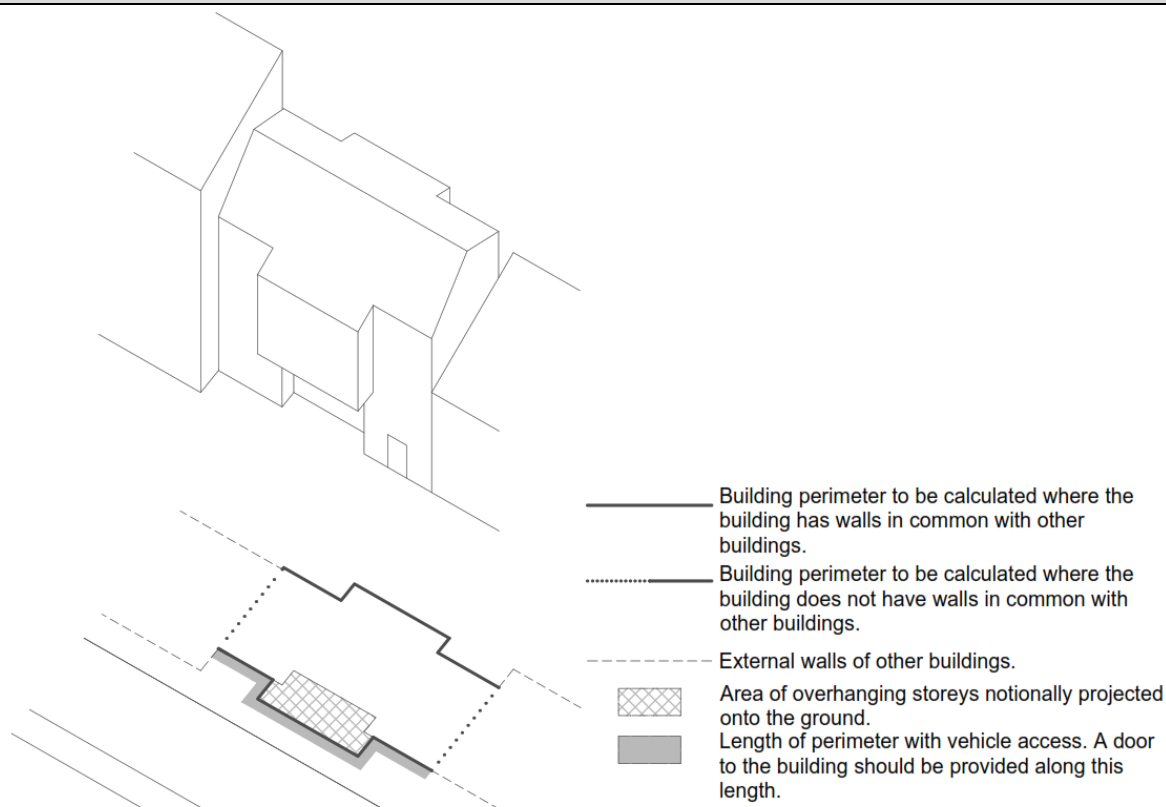 Building perimeter to be calculated where the
building has walls in common with other
buildings.
Building perimeter to be calculated where the
building does not have walls in common with
other buildings.
External walls of other buildings.
Area of overhanging storeys notionally projected
onto the ground.
Length of perimeter with vehicle access. A door
to the building should be provided along this
length.